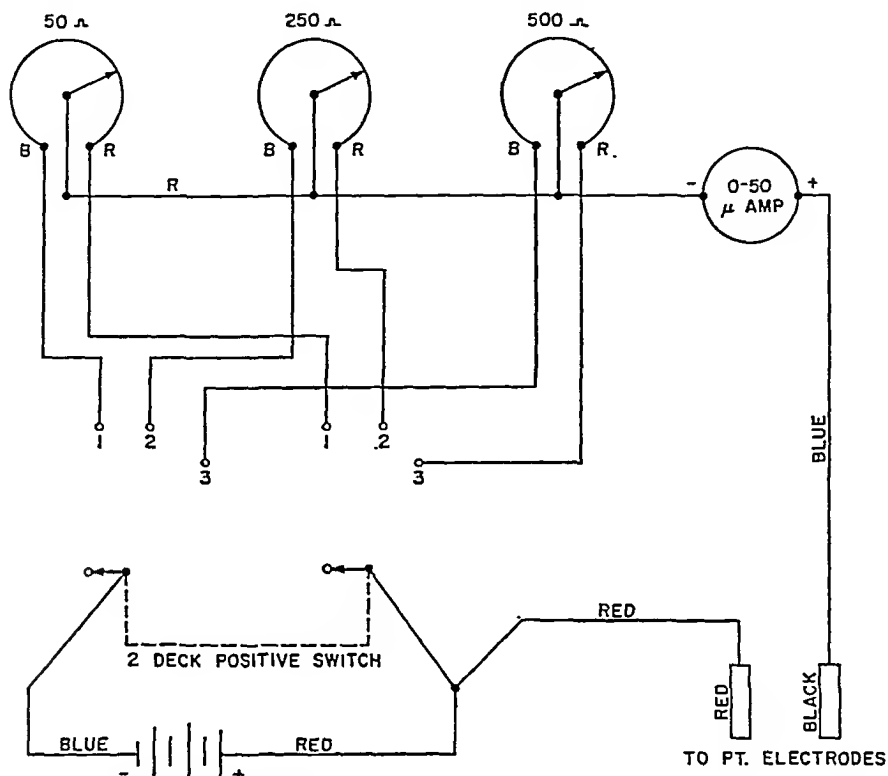 50 Ω
250 Ω
500 Ω
B
R
B
R
B
R.
R
-
0-50
+
μ AMP
1
2
1
.2
3
3
BLUE
RED
2 DECK POSITIVE SWITCH
RED
BLACK
BLUE
RED
-
+
TO PT. ELECTRODES